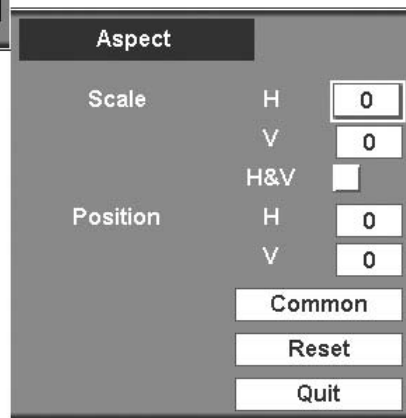 Aspect
Scale H 0
V 0
H&V
Position H 0
V 0
Common
Reset
Quit